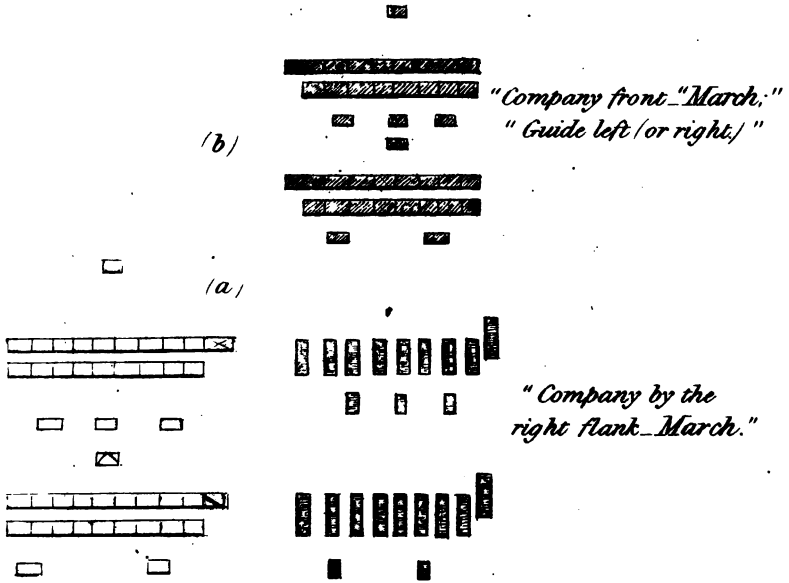 "Company front_"March;"
"Guide left (or right.)"
(b)
(a)
"Company by the
right flank_March."